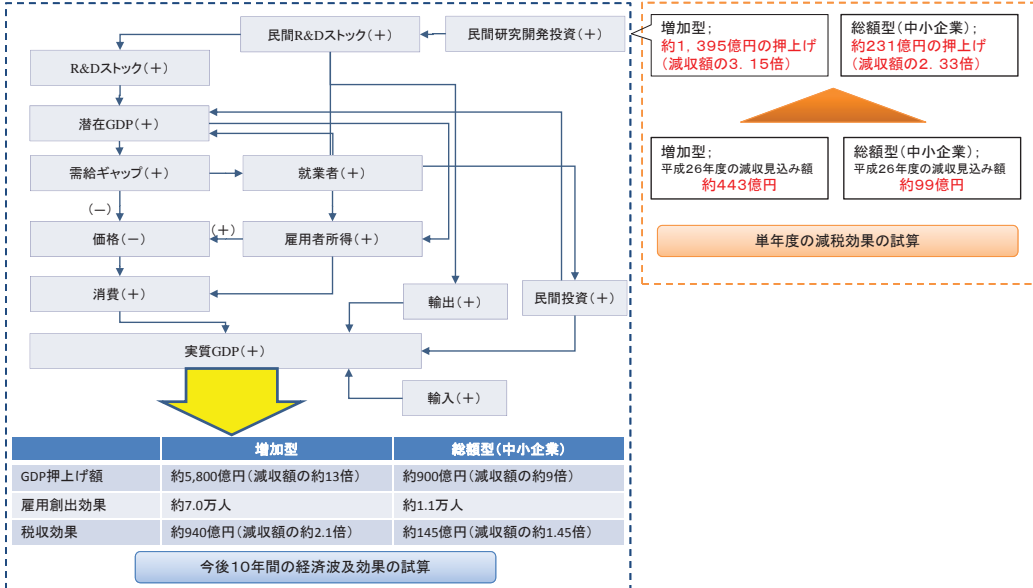 民間R&Dストック(+)
民間研究開発投資(+)
R&Dストック(+)
潜在GDP(+)
需給ギャップ(+)
就業者(+)
(−)
価格(−)
(+)
雇用者所得(+)
消費(+)
輸出(+)
民間投資(+)
実質GDP(+)
輸入(+)
増加型
総額型(中小企業)
GDP押上げ額
約5,800億円(減収額の約13倍)
約900億円(減収額の約9倍)
雇用創出効果
約7.0万人
約1.1万人
税収効果
約940億円(減収額の約2.1倍)
約145億円(減収額の約1.45倍)
今後10年間の経済波及効果の試算
増加型;
約1,395億円の押上げ
(減収額の3.15倍)
総額型(中小企業);
約231億円の押上げ
(減収額の2.33倍)
増加型;
平成26年度の減収見込み額
約443億円
総額型(中小企業);
平成26年度の減収見込み額
約99億円
単年度の減税効果の試算